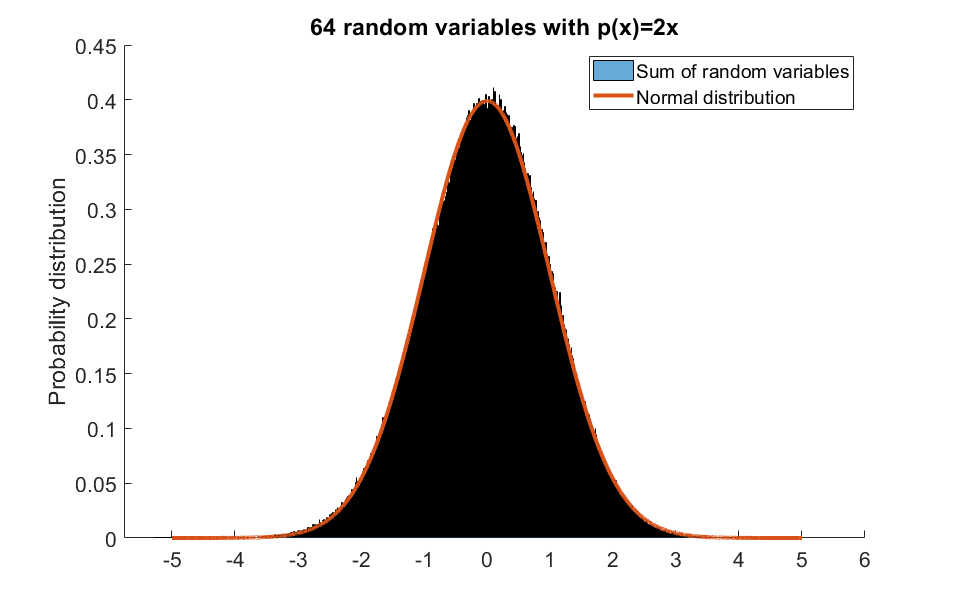 64 random variables with p(x)=2x
Sum of random variables
Normal distribution
Probability distribution
0.45
0.4
0.35
0.3
0.25
0.2
0.15
0.1
0.05
0
-5 -4 -3 -2 -1 0 1 2 3 4 5 6